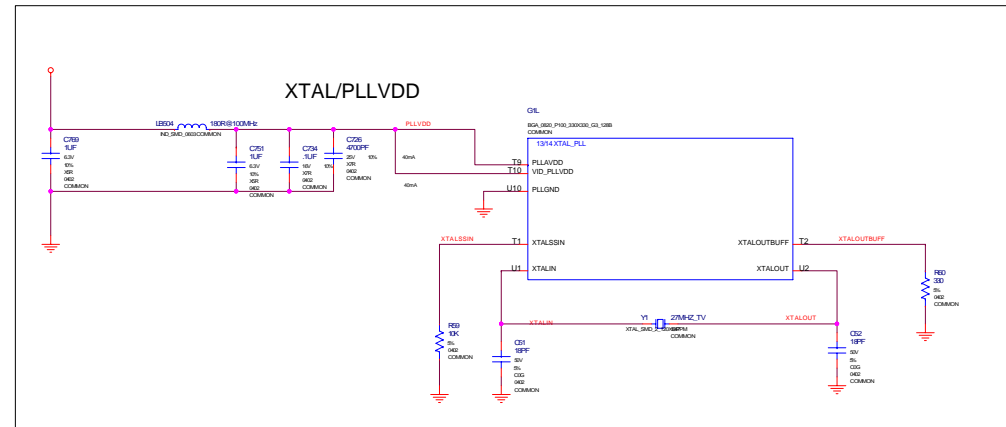 XTAL/PLLVDD
G1L
BGA_0820_P100_330X330_G3_128B
COMMON
13/14 XTAL_PLL
LB504
180R@100MHz
IND_SMD_0603
COMMON
C769
1UF
6.3V
10%
X5R
0402
COMMON
C751
1UF
6.3V
10%
X5R
0402
COMMON
C734
.1UF
16V
X7R
10%
0402
COMMON
C726
4700PF
25V
10%
X7R
0402
COMMON
PLLVDD
40mA
40mA
T9
PLLAVDD
T10
VID_PLLVDD
U10
PLLGND
XTALSSIN
T1
XTALSSIN
XTALOUTBUFF
T2
XTALOUTBUFF
U1
XTALIN
XTALOUT
U2
R59
10K
5%
0402
COMMON
XTALIN
Y1
27MHZ_TV
COMMON
XTALOUT
C51
18PF
50V
5%
C0G
0402
COMMON
C52
18PF
50V
5%
C0G
0402
COMMON
R60
330
5%
0402
COMMON